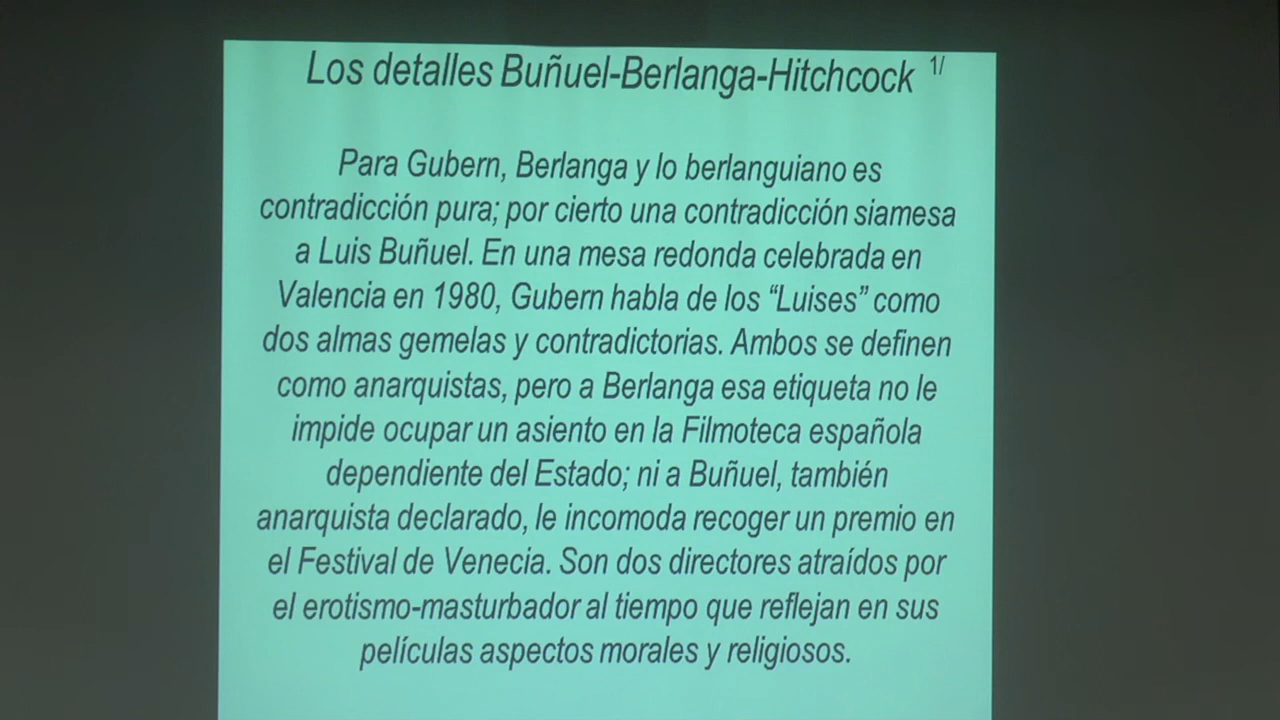 Los detalles Buñuel-Berlanga-Hitchcock 1/
Para Gubern, Berlanga y lo berlanguiano es
contradicción pura; por cierto una contradicción siamesa
a Luis Buñuel. En una mesa redonda celebrada en
Valencia en 1980, Gubern habla de los “Luises” como
dos almas gemelas y contradictorias. Ambos se definen
como anarquistas, pero a Berlanga esa etiqueta no le
impide ocupar un asiento en la Filmoteca española
dependiente del Estado; ni a Buñuel, también
anarquista declarado, le incomoda recoger un premio en
el Festival de Venecia. Son dos directores atraídos por
el erotismo-masturbador al tiempo que reflejan en sus
películas aspectos morales y religiosos.